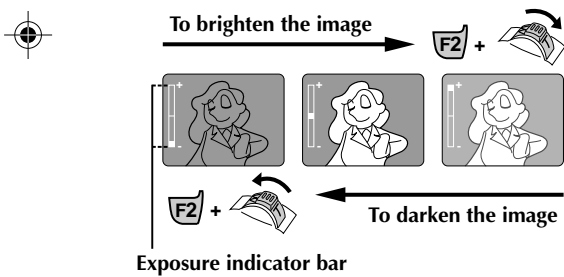 To brighten the image
F2 +
+
-
+
-
+
-
F2 +
To darken the image
Exposure indicator bar